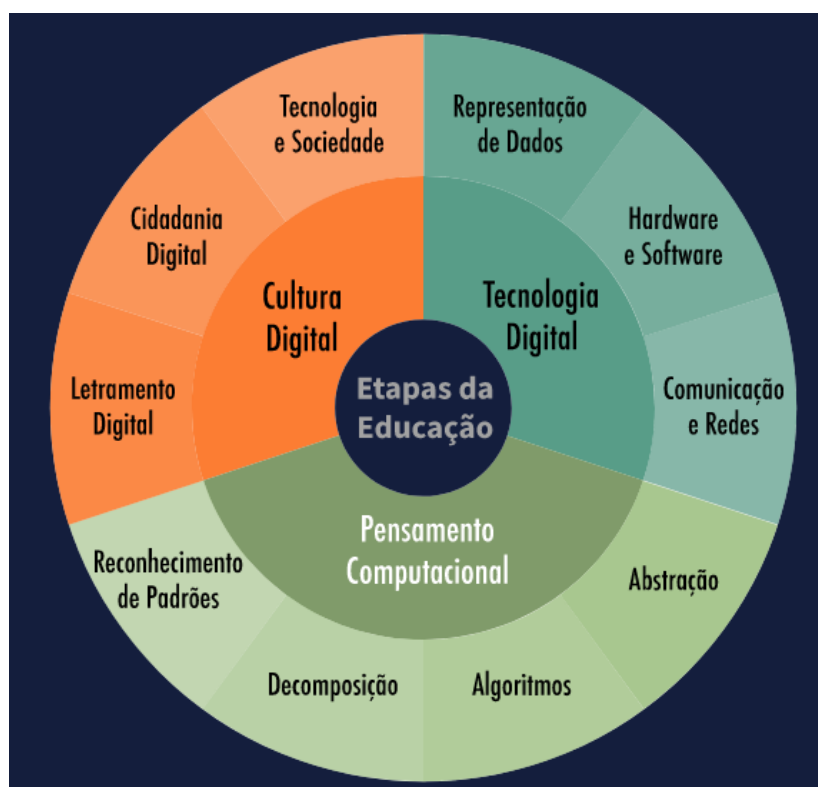 Tecnologia
e Sociedade
Representação
de Dados
Cidadania
Digital
Hardware
e Software
Cultura
Digital
Tecnologia
Digital
Letramento
Digital
Etapas da
Educação
Comunicação
e Redes
Pensamento
Computacional
Reconhecimento
de Padrões
Abstração
Decomposição
Algoritmos